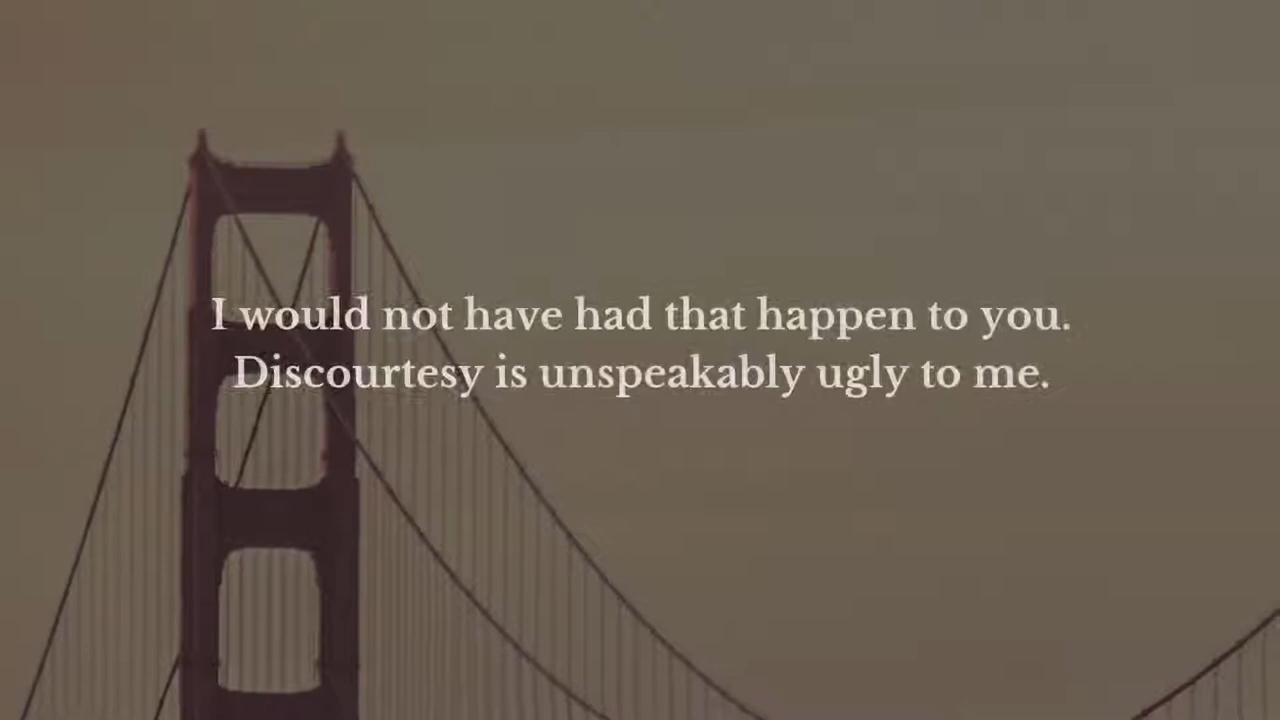 I would not have had that happen to you.
Discourtesy is unspeakably ugly to me.